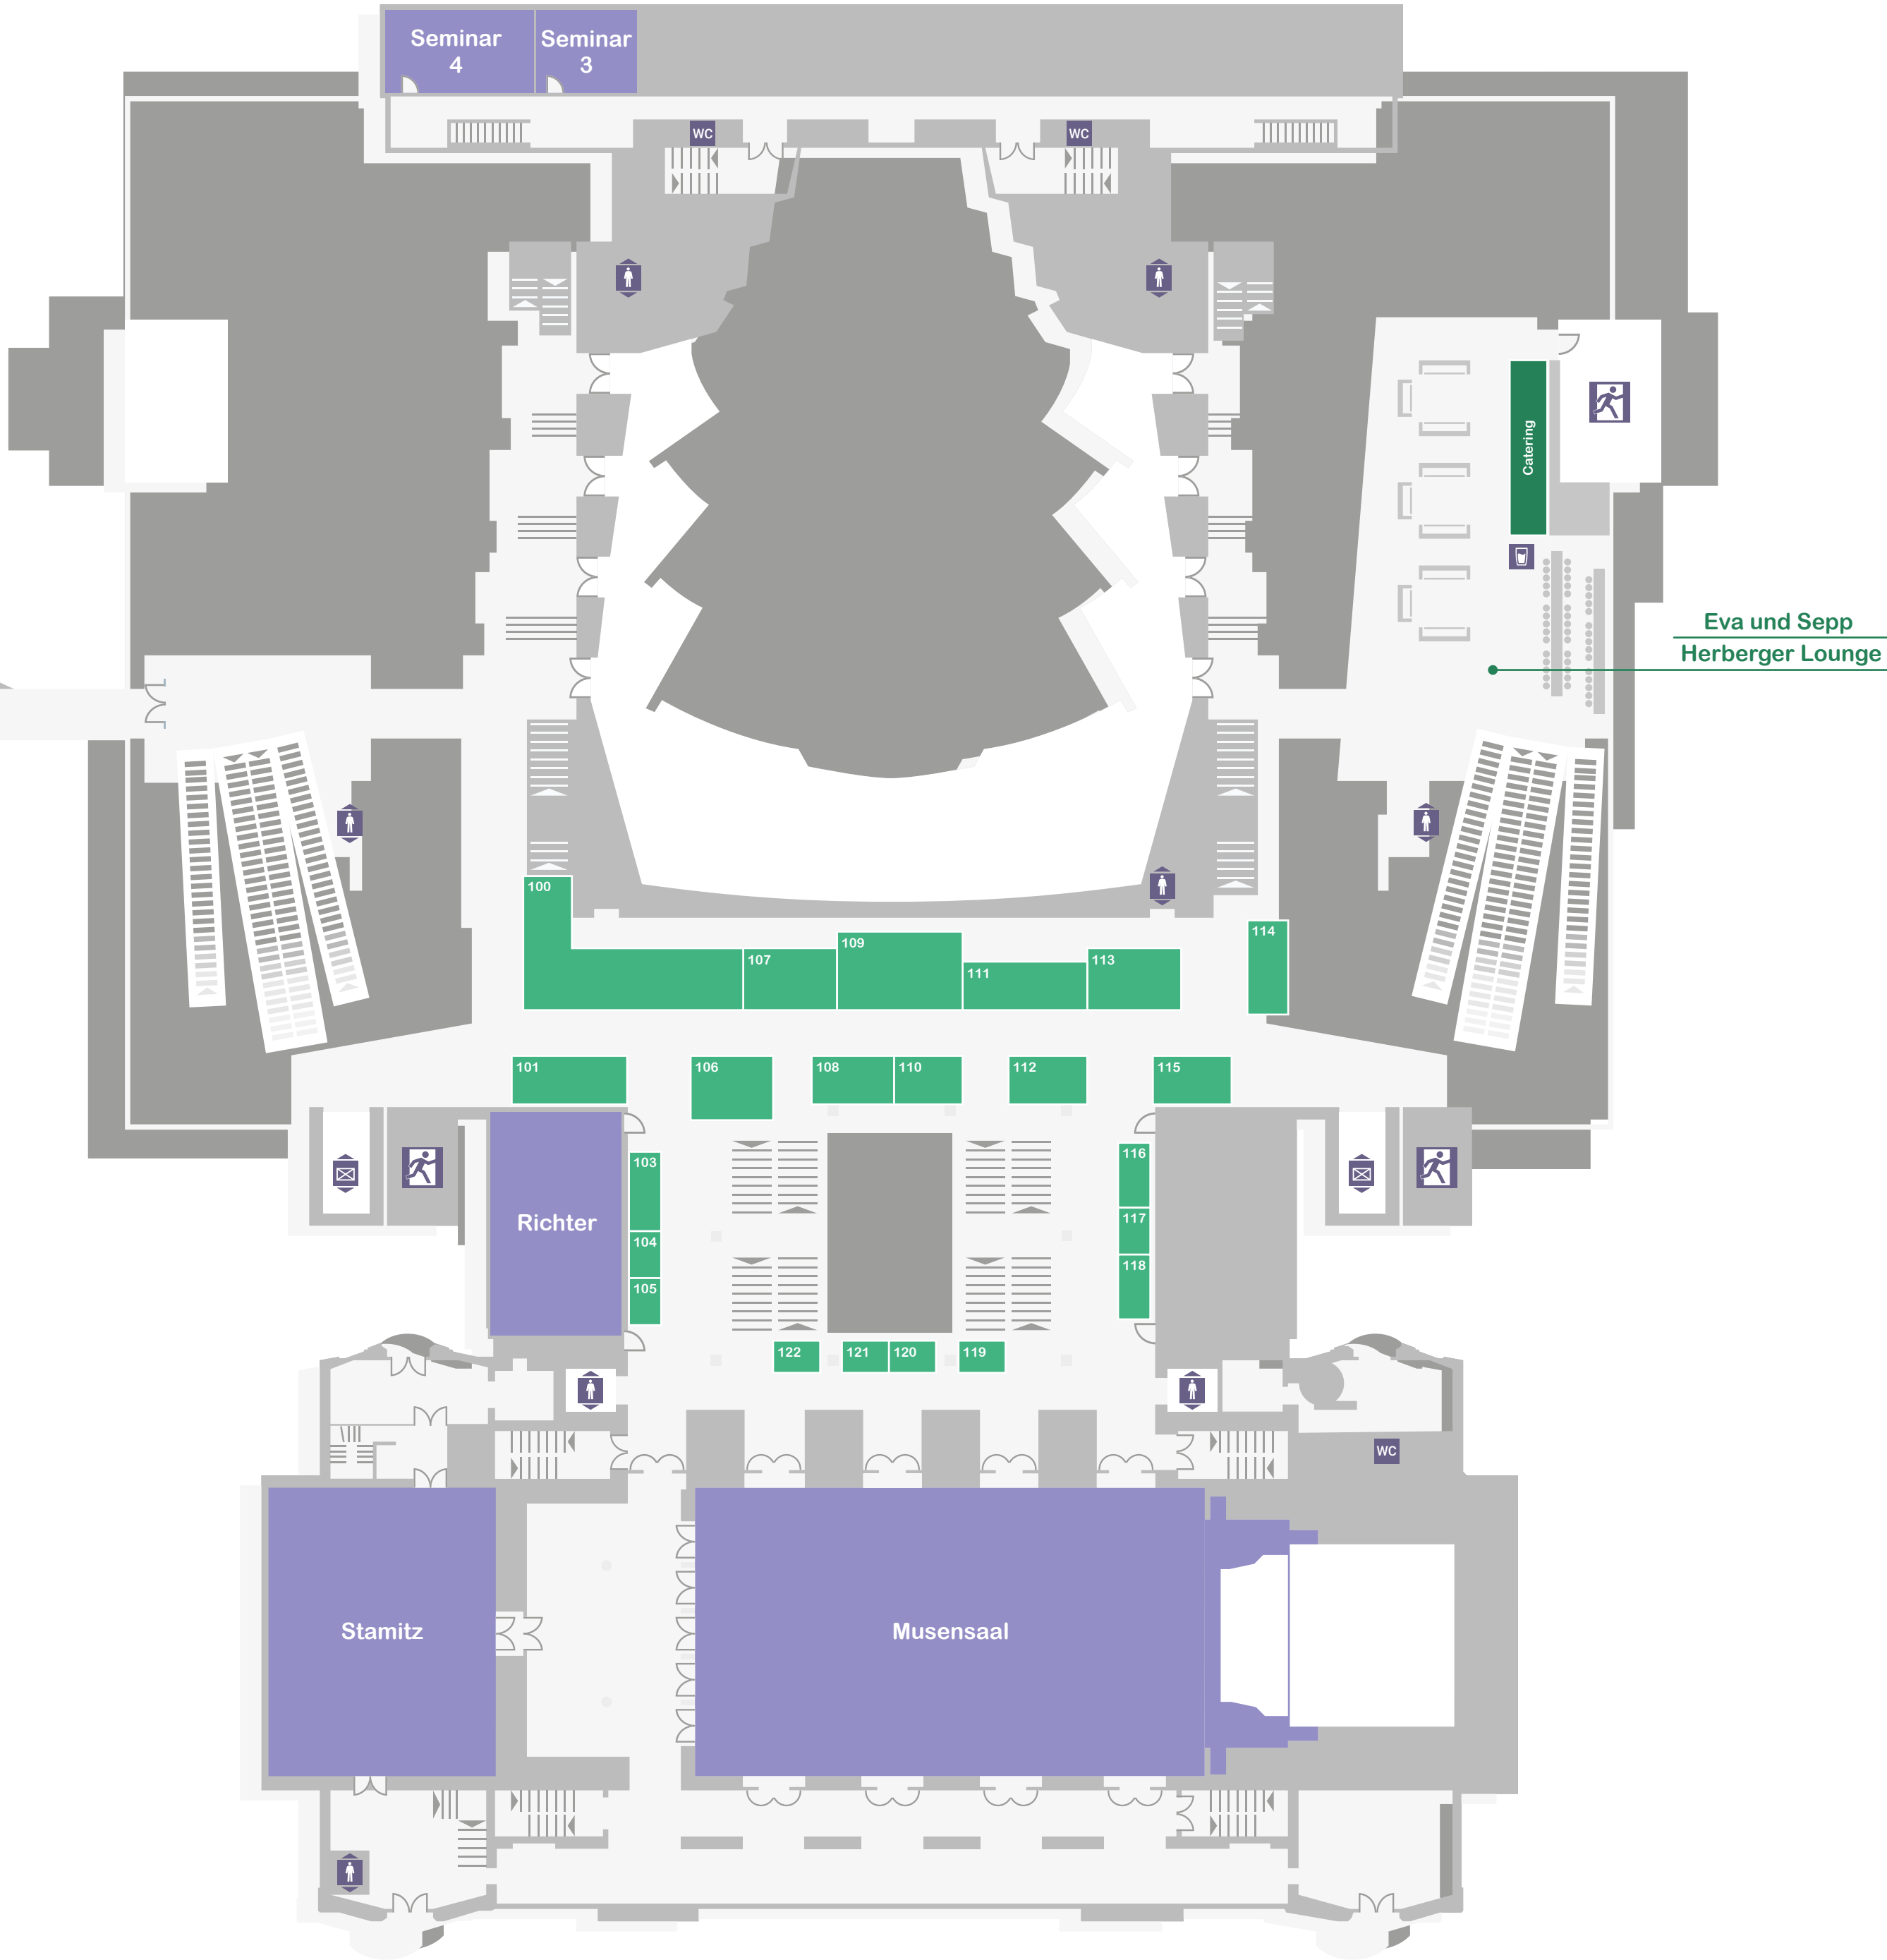 Seminar
4
Seminar
3
WC
WC
Catering
Eva und Sepp
Herberger Lounge
100
107
109
111
113
114
101
106
108
110
112
115
103
104
105
116
117
118
Richter
122
121
120
119
WC
Stamitz
Musensaal